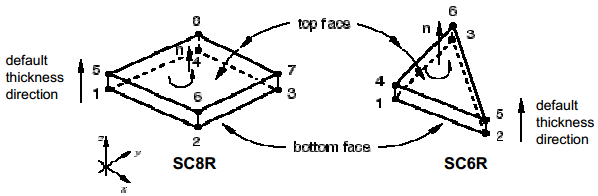 8
6
n
top face
n
3
default
thickness
direction
5
4
7
4
1
6
3
1
5
default
thickness
direction
2
2
z
y
x
bottom face
SC8R
SC6R